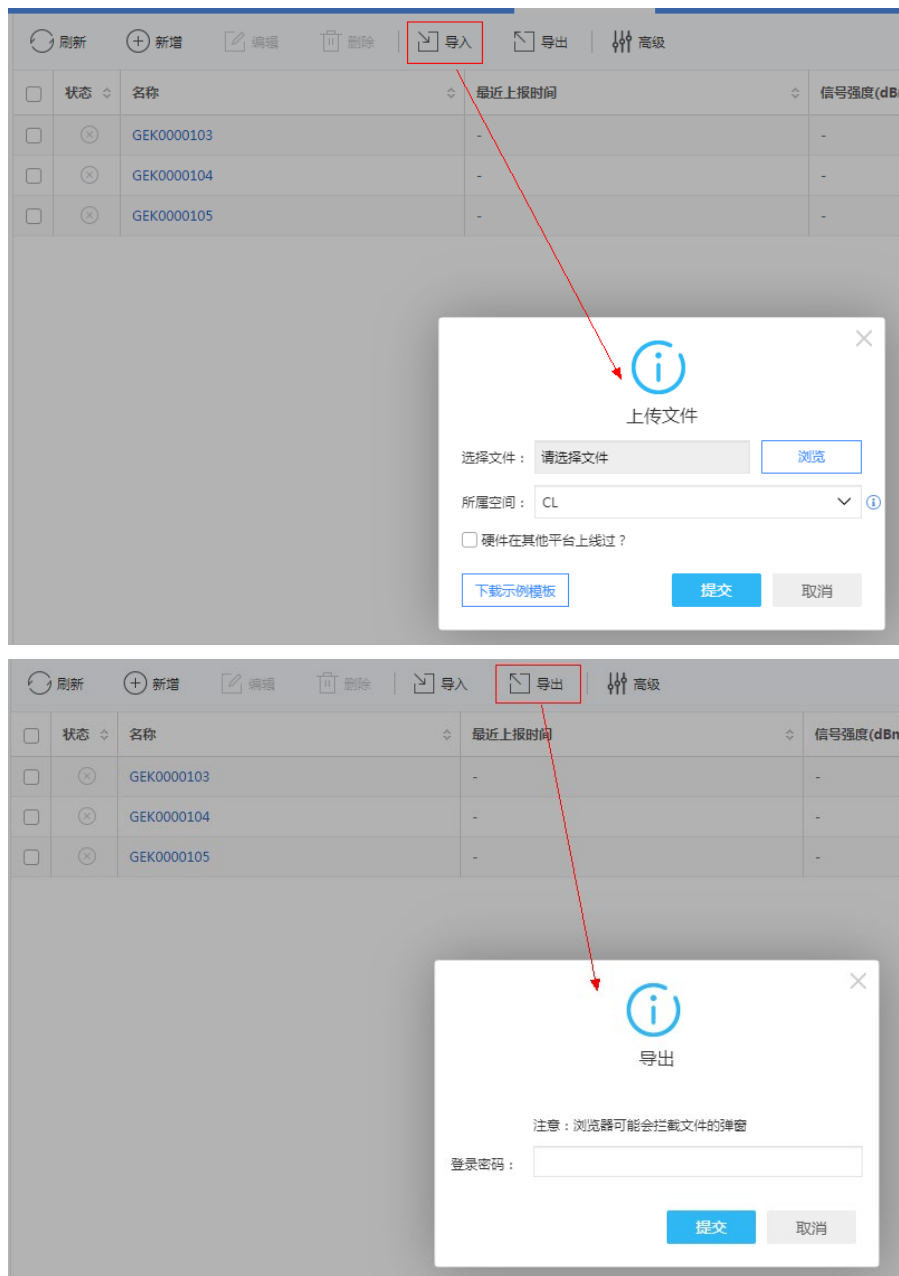 刷新 新增 编辑 删除 导入 导出 高级
状态 名称 最近上报时间 信号强度(dB
GEK0000103 - -
GEK0000104 - -
GEK0000105 - -
上传文件
选择文件： 请选择文件 浏览
所属空间： CL
硬件在其他平台上线过？
下载示例模板 提交 取消
刷新 新增 编辑 删除 导入 导出 高级
状态 名称 最近上报时间 信号强度(dBn
GEK0000103 - -
GEK0000104 - -
GEK0000105 - -
导出
注意：浏览器可能会拦截文件的弹窗
登录密码：
提交 取消